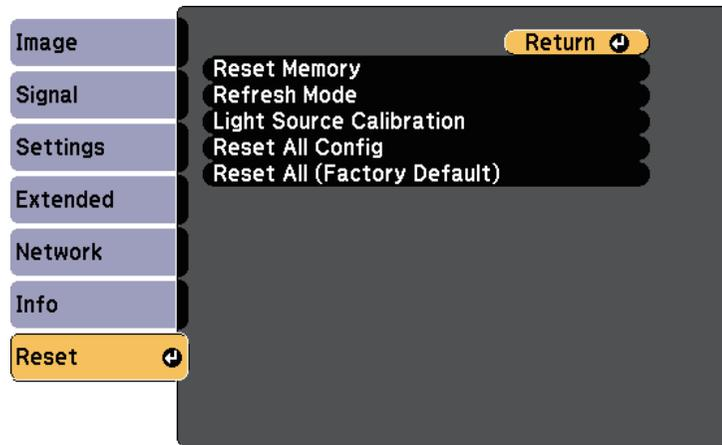 Image
Signal
Settings
Extended
Network
Info
Reset
Return
Reset Memory
Refresh Mode
Light Source Calibration
Reset All Config
Reset All (Factory Default)